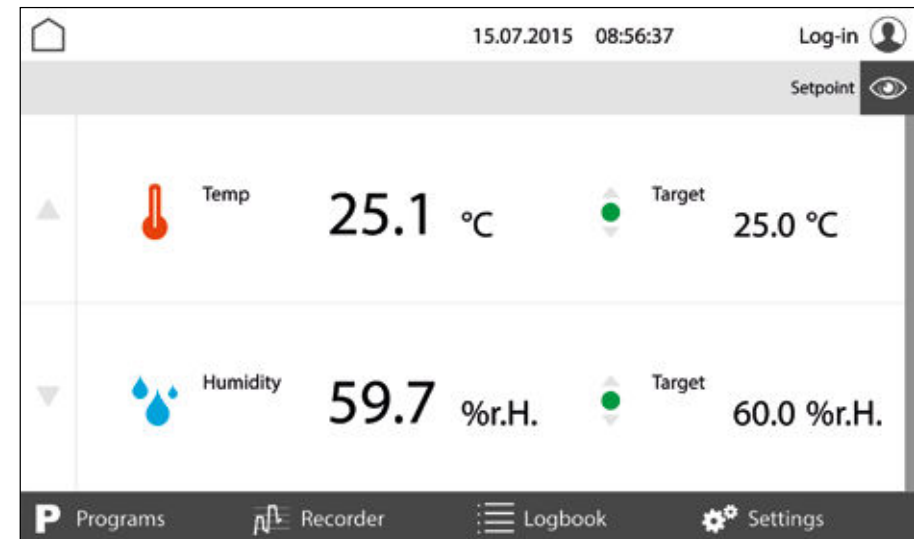 15.07.2015 08:56:37 Log-in
Setpoint
Temp 25.1 °C Target 25.0 °C
Humidity 59.7 %r.H. Target 60.0 %r.H.
P Programs Recorder Logbook Settings